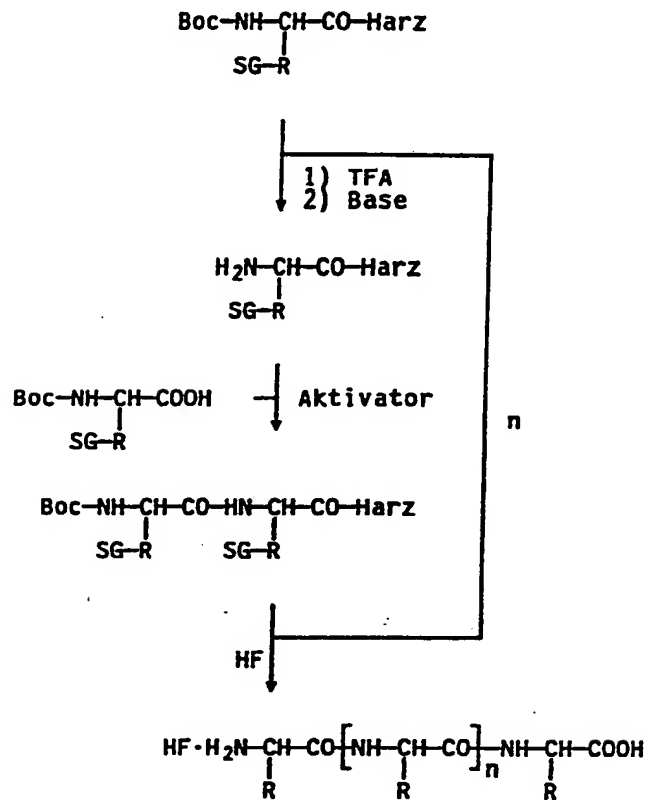 Boc-NH-CH-CO-Harz
SG-R
1) TFA
2) Base
H2N-CH-CO-Harz
SG-R
Boc-NH-CH-COOH
Aktivator
SG-R
n
Boc-NH-CH-CO-HN-CH-CO-Harz
SG-R SG-R
HF
HF·H2N-CH-CO[NH-CH-CO]n-NH-CH-COOH
R R R